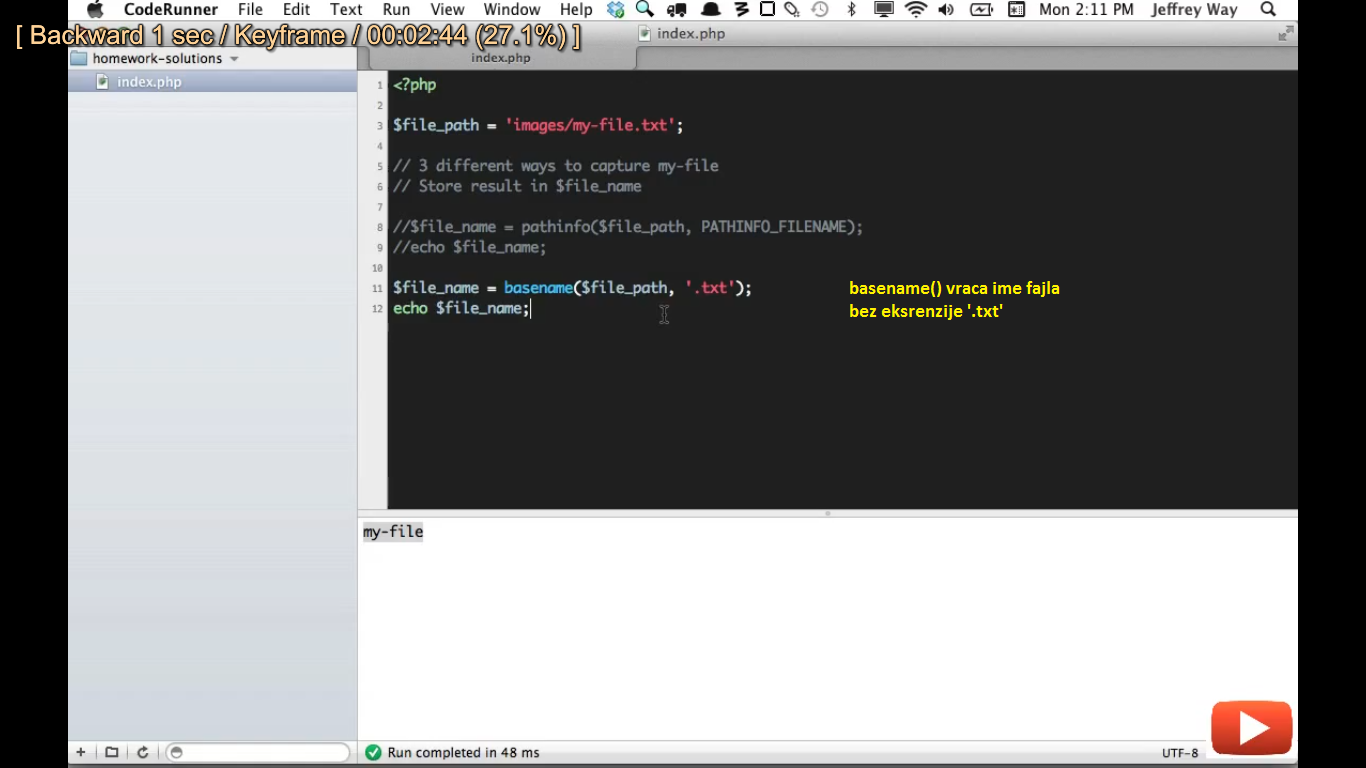 CodeRunner File Edit Text Run View Window Help Mon 2:11 PM Jeffrey Way
[ Backward 1 sec / Keyframe / 00:02:44 (27.1%) ]
index.php
homework-solutions
index.php
index.php
1 <?php
2
3 $file_path = 'images/my-file.txt';
4
5 // 3 different ways to capture my-file
6 // Store result in $file_name
7
8 //$file_name = pathinfo($file_path, PATHINFO_FILENAME);
9 //echo $file_name;
10
11 $file_name = basename($file_path, '.txt');
12 echo $file_name;
basename() vraca ime fajla
bez eksrenzije '.txt'
my-file
Run completed in 48 ms
UTF-8